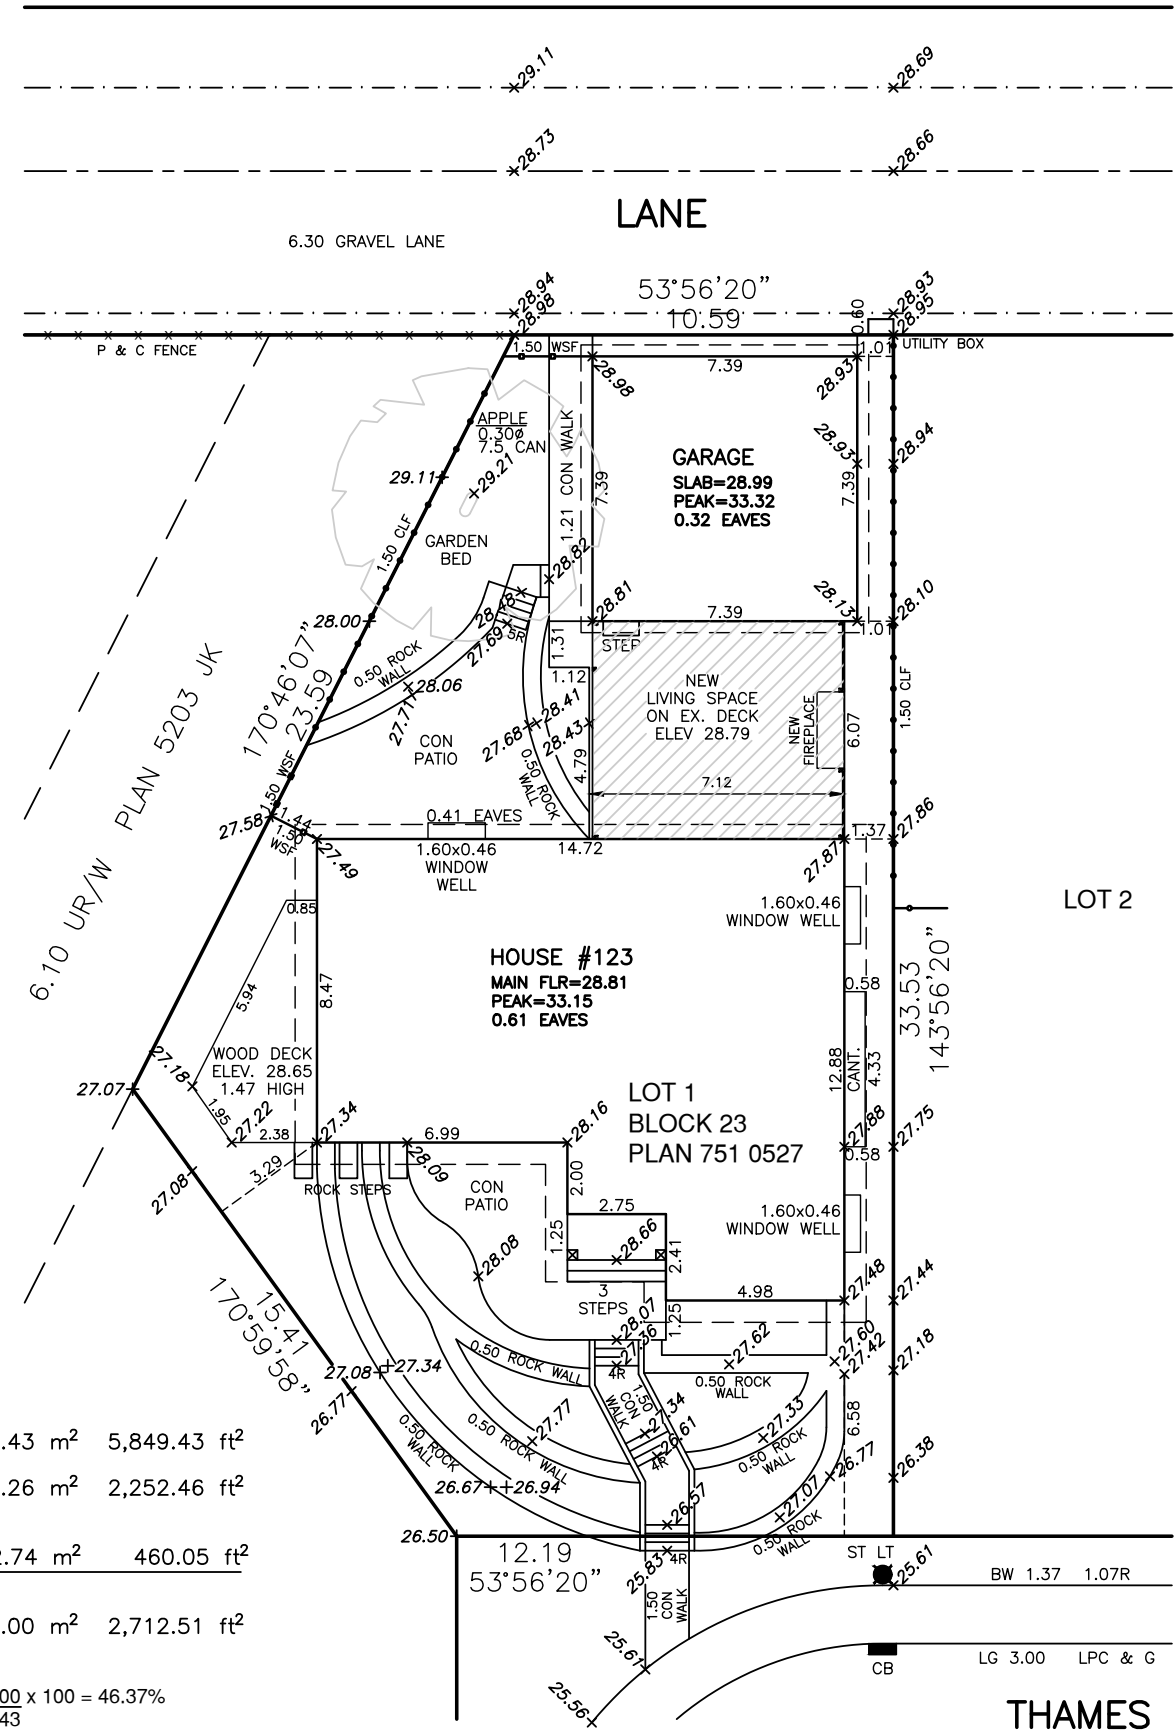 29.11
28.69
28.73
28.66
LANE
6.30 GRAVEL LANE
28.94
28.98
53°56'20"
10.59
0.60
28.93
28.95
P & C FENCE
1.50 WSF
28.98
7.39
28.93
1.01
UTILITY BOX
APPLE
0.30ø
7.5 CAN
29.21
29.11
1.21 CON WALK
7.39
GARAGE
SLAB=28.99
PEAK=33.32
0.32 EAVES
28.93
7.39
28.94
1.50 CLF
GARDEN
BED
28.82
28.48
28.81
7.39
28.13
28.10
1.01
28.00
27.69
5R
1.31
STEP
0.50 ROCK
WALL
28.06
27.71
1.12
NEW
LIVING SPACE
ON EX. DECK
ELEV 28.79
NEW
FIREPLACE
6.07
1.50 CLF
PLAN 5203 JK
170°46'07"
23.59
CON
PATIO
27.68
28.41
28.43
4.79
0.50 ROCK
WALL
7.12
1.50 WSF
27.58
1.44
1.50
WSF
27.49
0.41 EAVES
1.60x0.46
WINDOW
WELL
14.72
27.87
1.37
27.86
6.10 UR/W
LOT 2
1.60x0.46
WINDOW WELL
0.85
5.94
8.47
HOUSE #123
MAIN FLR=28.81
PEAK=33.15
0.61 EAVES
0.58
33.53
143°56'20"
12.88
CANT.
4.33
27.18
WOOD DECK
ELEV. 28.65
1.47 HIGH
27.07
1.95
27.22
2.38
27.34
LOT 1
BLOCK 23
PLAN 751 0527
27.88
0.58
27.75
3.29
6.99
28.09
28.16
2.00
27.08
ROCK STEPS
CON
PATIO
2.75
1.60x0.46
WINDOW WELL
1.25
28.66
2.41
28.08
3
STEPS
4.98
27.48
27.44
15.41
170°59'58"
28.07
27.36
1.25
27.62
27.60
27.42
27.18
27.08
27.34
0.50 ROCK WALL
4R
0.50 ROCK
WALL
26.77
1.50
CON
WALK
0.50 ROCK
WALL
0.50 ROCK
WALL
27.77
27.34
26.61
4R
27.33
0.50 ROCK
WALL
6.58
26.77
26.38
.43 m² 5,849.43 ft²
.26 m² 2,252.46 ft²
26.67
26.94
26.57
27.07
0.50 ROCK
WALL
26.50
12.19
53°56'20"
25.83
4R
ST LT
25.61
2.74 m² 460.05 ft²
BW 1.37 1.07R
1.50
CON
WALK
.00 m² 2,712.51 ft²
25.61
CB
LG 3.00 LPC & G
00 x 100 = 46.37%
43
25.56
THAMES